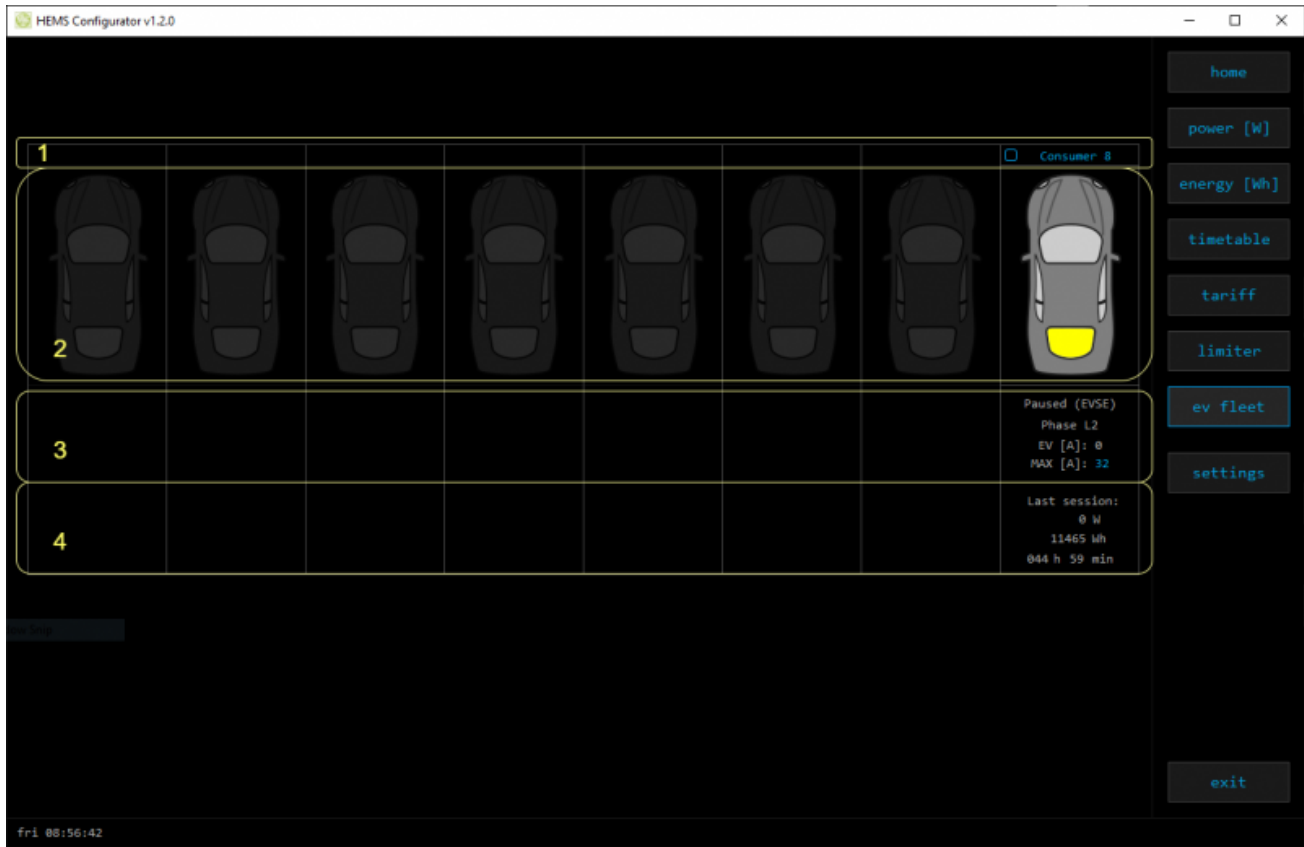 HEMS Configurator v1.2.0
home
power [W]
energy [Wh]
timetable
tariff
limiter
ev fleet
settings
exit
1
Consumer 8
2
3
Paused (EVSE)
Phase L2
EV [A]: 0
MAX [A]: 32
4
Last session:
0 W
11465 Wh
044 h 59 min
Snip
fri 08:56:42